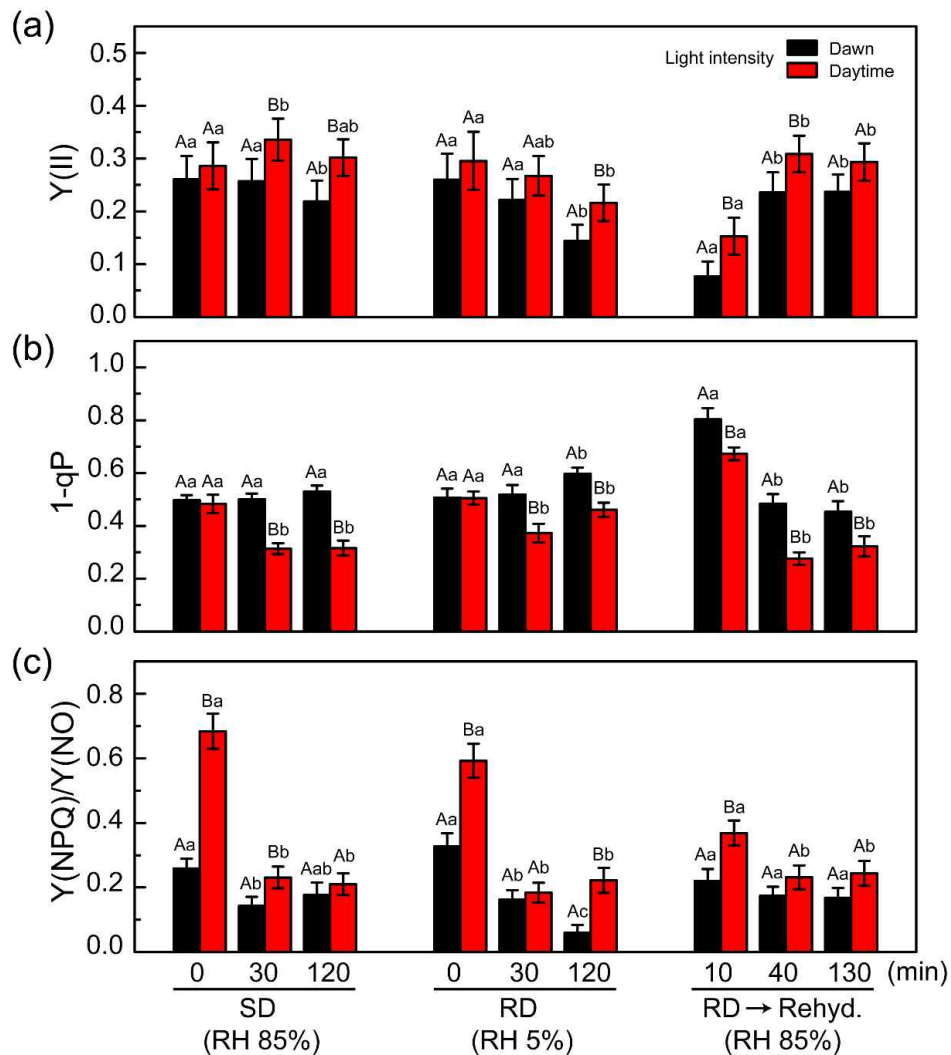 (a)
Light intensity
Dawn
Daytime
Y(II)
0.5
0.4
0.3
0.2
0.1
0.0
Aa Aa Aa Bb Ab Bab
Aa Aa Aa Aab Ab Bb
Aa Ba Ab Bb Ab Ab
(b)
1-qP
1.0
0.8
0.6
0.4
0.2
0.0
Aa Aa Aa Bb Aa Bb
Aa Aa Aa Bb Ab Bb
Aa Ba Ab Bb Ab Bb
(c)
Y(NPQ)/Y(NO)
0.8
0.6
0.4
0.2
0.0
Aa Ba Ab Bb Aab Ab
Aa Ba Ab Ab Ac Bb
Aa Ba Aa Ab Aa Ab
0 30 120 0 30 120 10 40 130 (min)
SD RD RD → Rehyd.
(RH 85%) (RH 5%) (RH 85%)